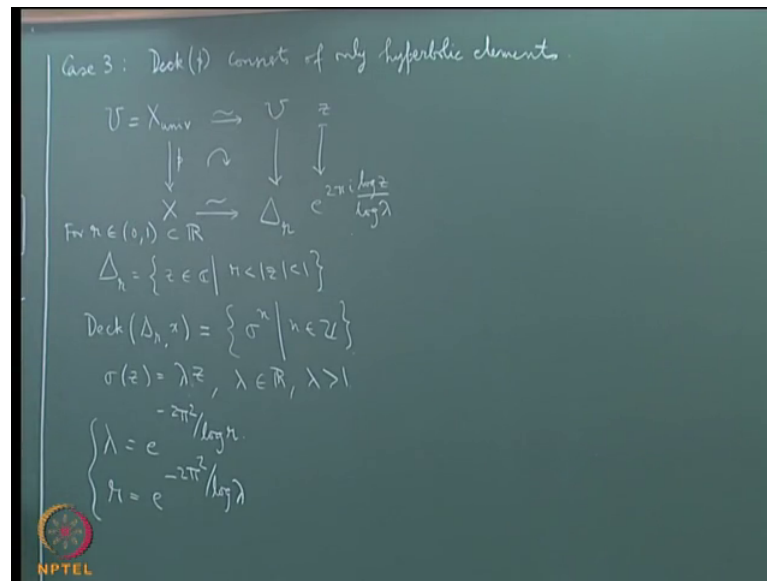 Case 3 : Deck(p) consists of only hyperbolic elements.
U = X_univ ≃ U z
↓p ↷ ↓ ↓
X ≃ Δ_r e^{2πi log z / log λ}
For r ∈ (0,1) ⊂ ℝ
Δ_r = {z ∈ ℂ | r < |z| < 1}
Deck(Δ_r, x) = {σ^n | n ∈ ℤ}
σ(z) = λz, λ ∈ ℝ, λ > 1
λ = e^{-2π²/log r}
r = e^{-2π²/log λ}
NPTEL